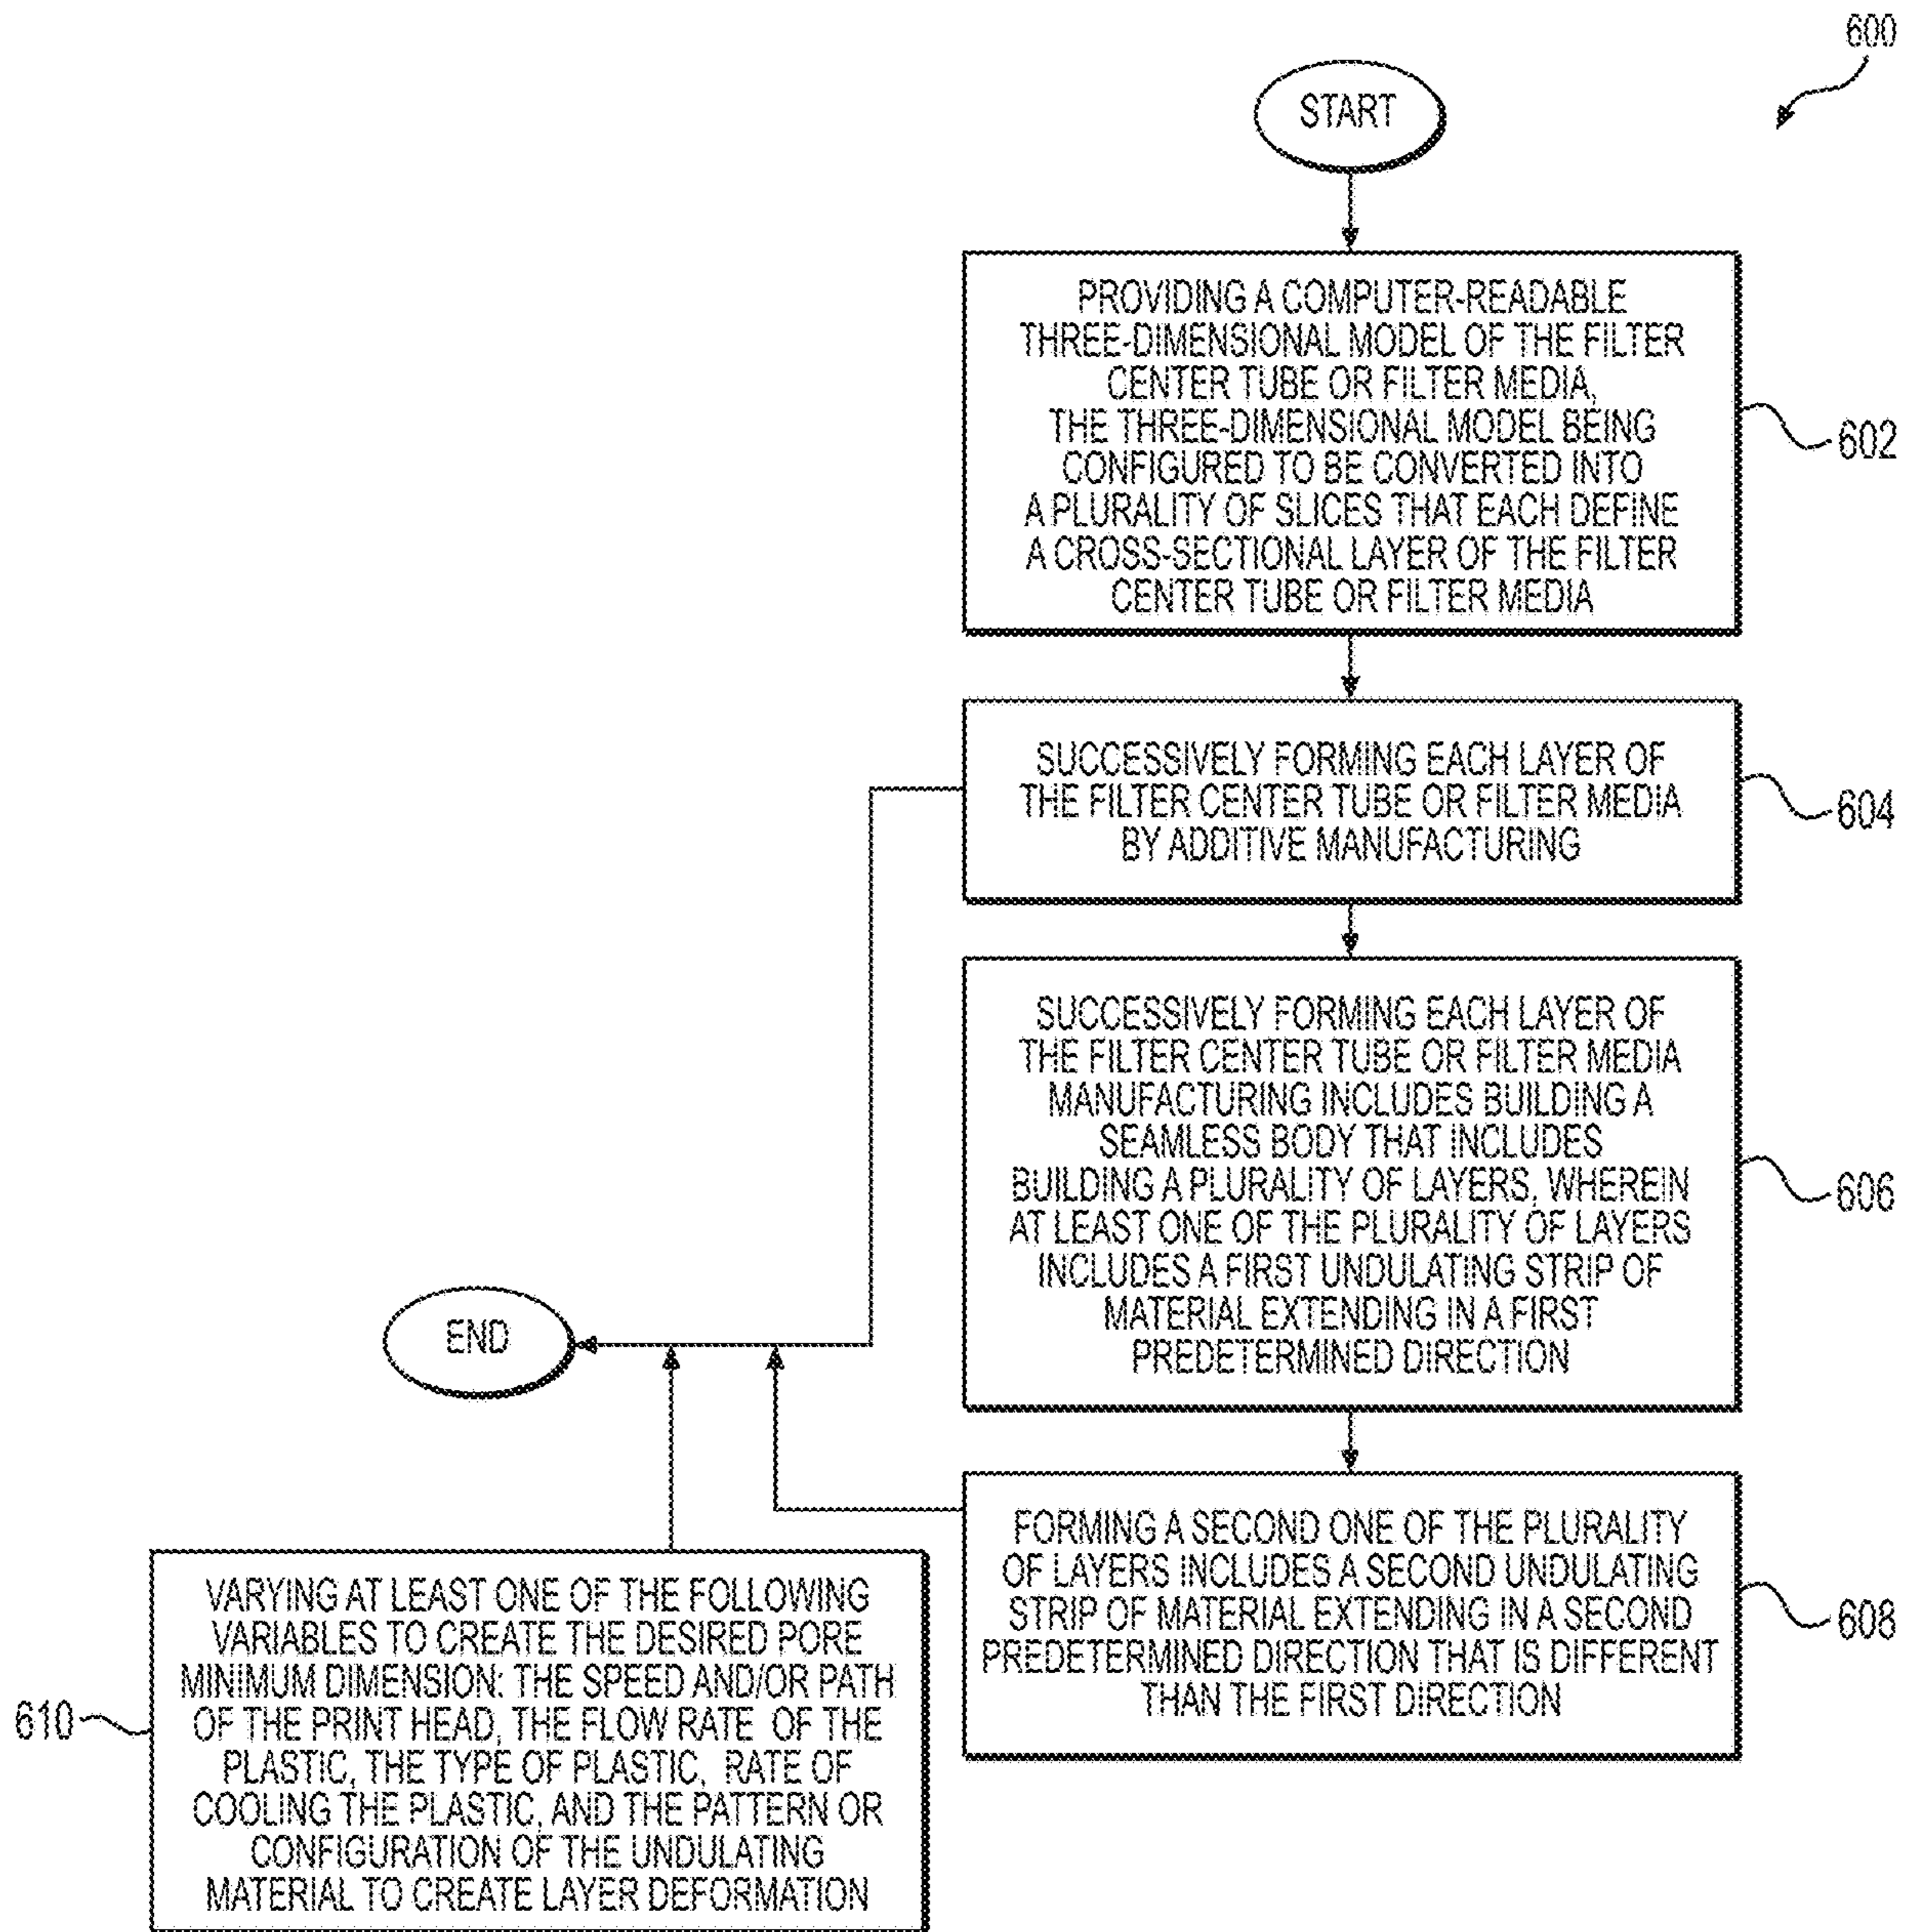 600
START
PROVIDING A COMPUTER-READABLE
THREE-DIMENSIONAL MODEL OF THE FILTER
CENTER TUBE OR FILTER MEDIA,
THE THREE-DIMENSIONAL MODEL BEING
CONFIGURED TO BE CONVERTED INTO
A PLURALITY OF SLICES THAT EACH DEFINE
A CROSS-SECTIONAL LAYER OF THE FILTER
CENTER TUBE OR FILTER MEDIA
602
SUCCESSIVELY FORMING EACH LAYER OF
THE FILTER CENTER TUBE OR FILTER MEDIA
BY ADDITIVE MANUFACTURING
604
SUCCESSIVELY FORMING EACH LAYER OF
THE FILTER CENTER TUBE OR FILTER MEDIA
MANUFACTURING INCLUDES BUILDING A
SEAMLESS BODY THAT INCLUDES
BUILDING A PLURALITY OF LAYERS, WHEREIN
AT LEAST ONE OF THE PLURALITY OF LAYERS
INCLUDES A FIRST UNDULATING STRIP OF
MATERIAL EXTENDING IN A FIRST
PREDETERMINED DIRECTION
606
END
FORMING A SECOND ONE OF THE PLURALITY
OF LAYERS INCLUDES A SECOND UNDULATING
STRIP OF MATERIAL EXTENDING IN A SECOND
PREDETERMINED DIRECTION THAT IS DIFFERENT
THAN THE FIRST DIRECTION
608
VARYING AT LEAST ONE OF THE FOLLOWING
VARIABLES TO CREATE THE DESIRED PORE
MINIMUM DIMENSION: THE SPEED AND/OR PATH
OF THE PRINT HEAD, THE FLOW RATE OF THE
PLASTIC, THE TYPE OF PLASTIC, RATE OF
COOLING THE PLASTIC, AND THE PATTERN OR
CONFIGURATION OF THE UNDULATING
MATERIAL TO CREATE LAYER DEFORMATION
610